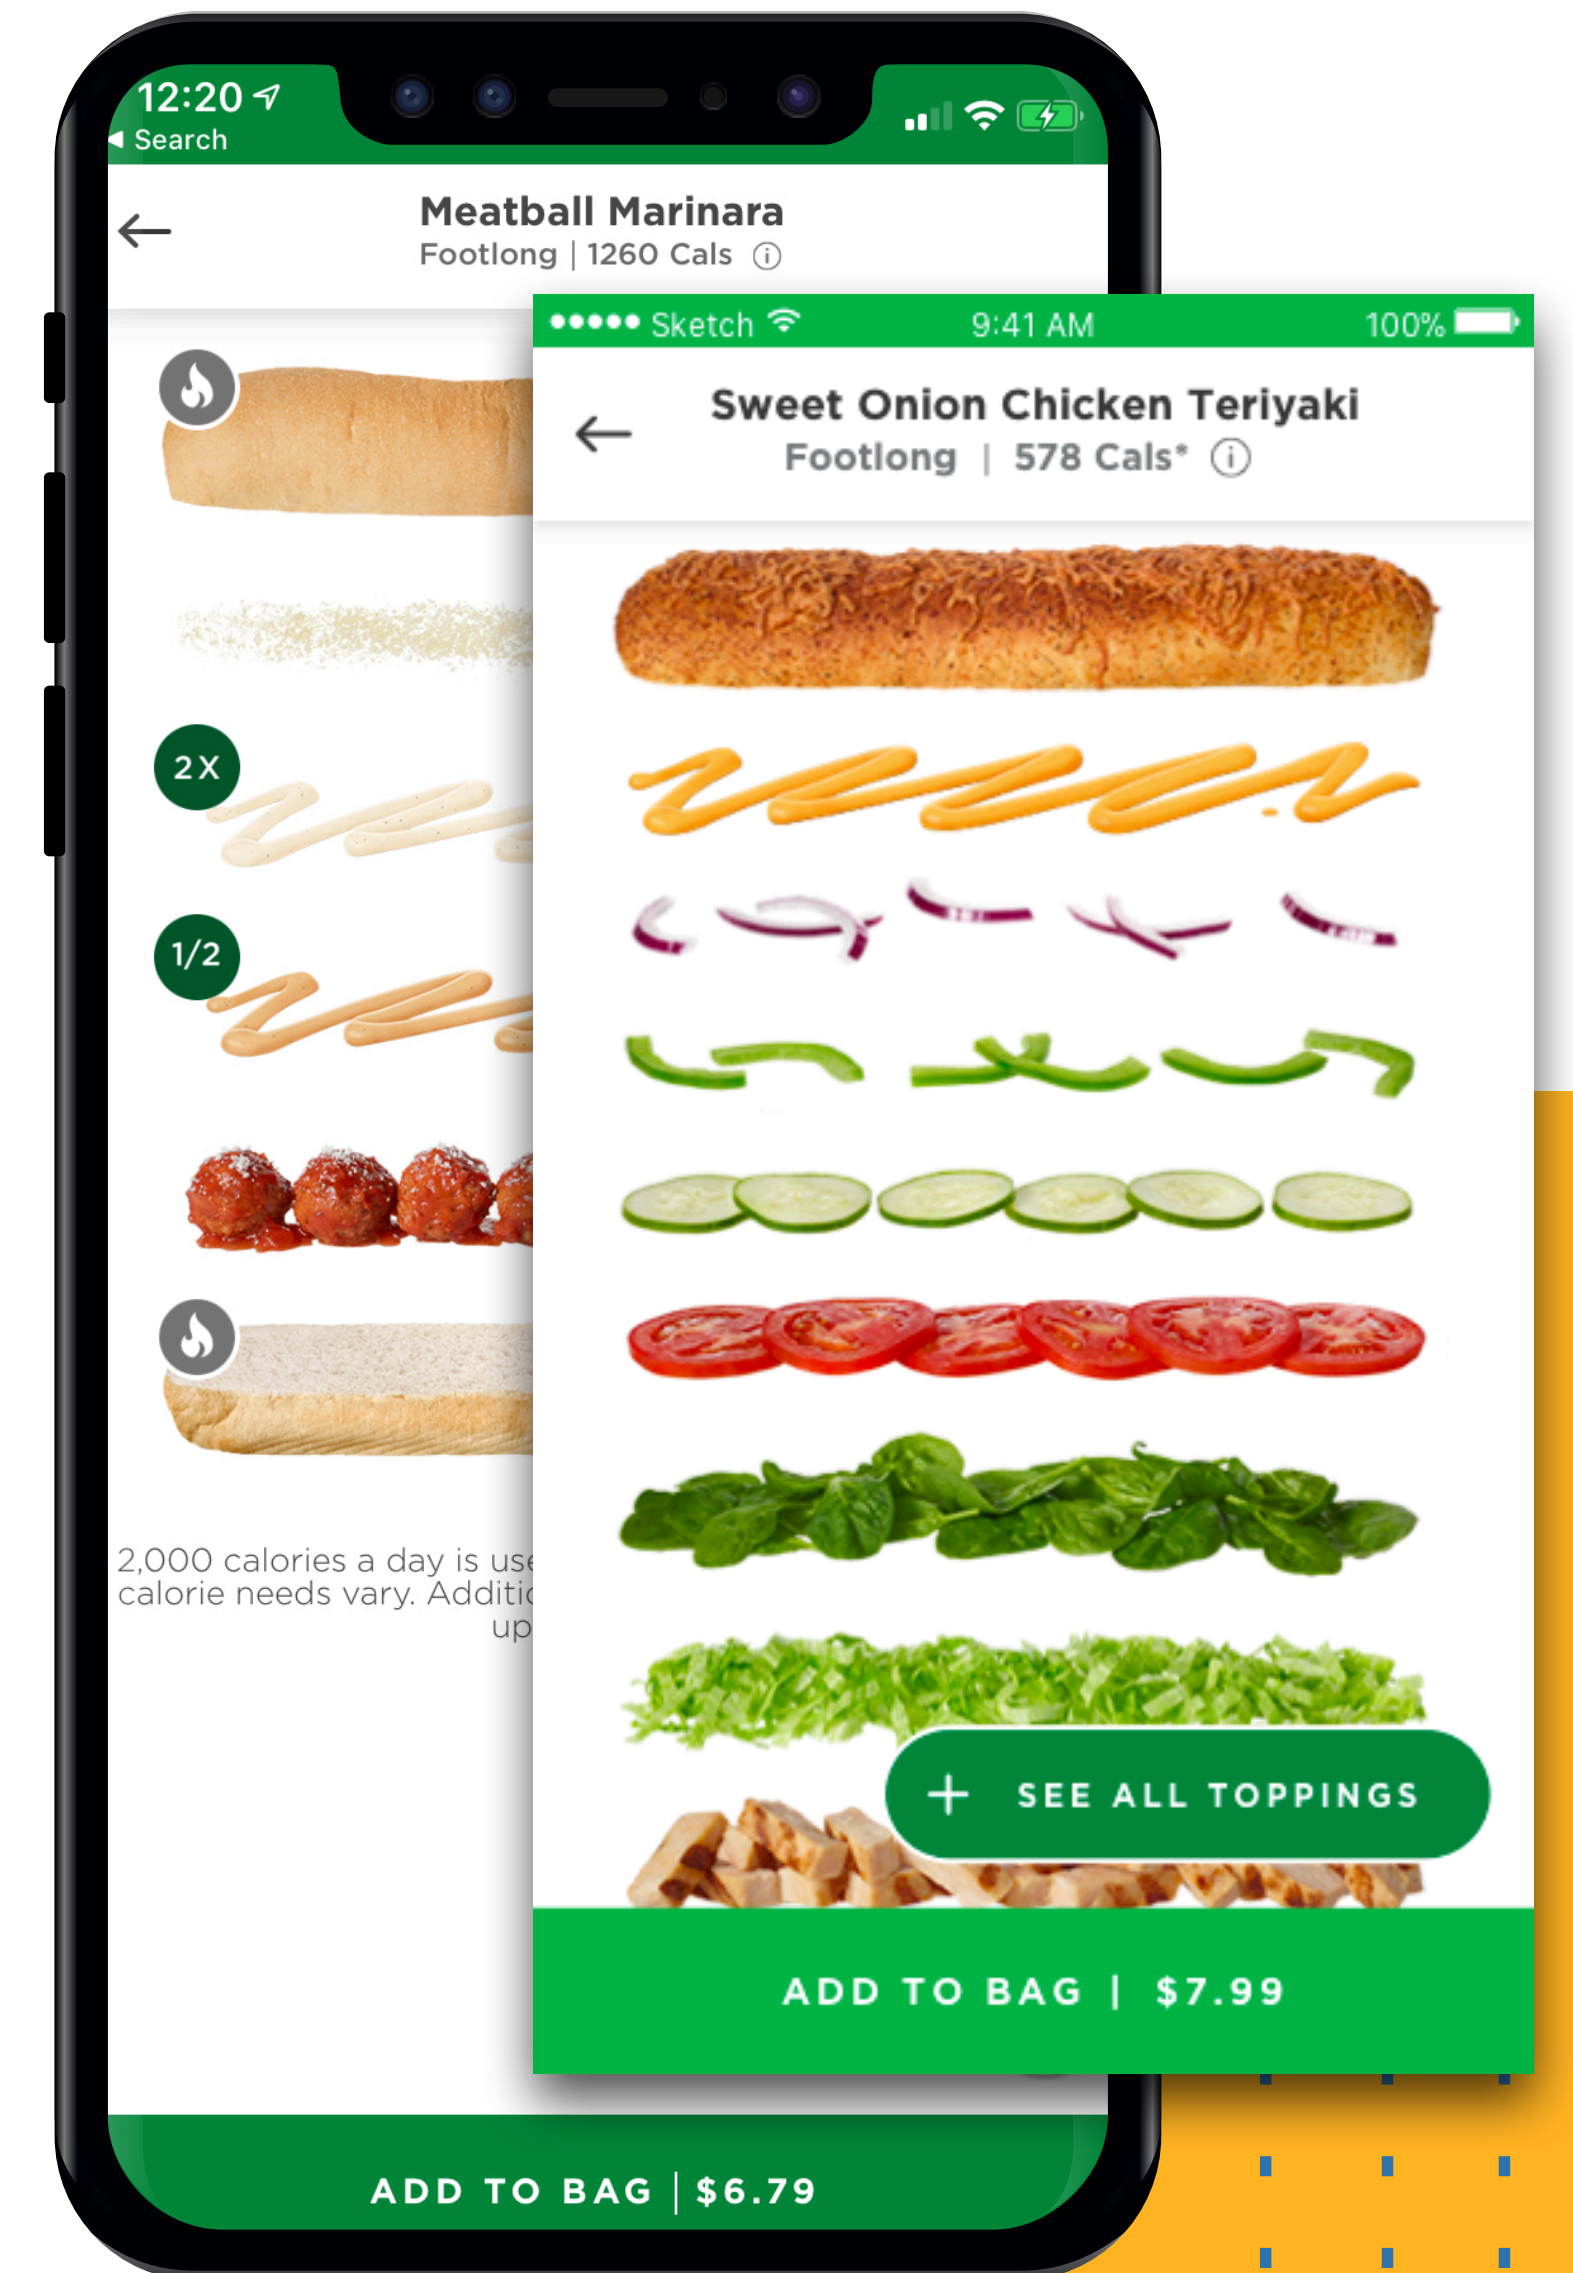 12:20
Search
Meatball Marinara
Footlong | 1260 Cals
2X
1/2
2,000 calories a day is
calorie needs vary.
up
ADD TO BAG | $6.79
Sketch 9:41 AM 100%
Sweet Onion Chicken Teriyaki
Footlong | 578 Cals*
+ SEE ALL TOPPINGS
ADD TO BAG | $7.99